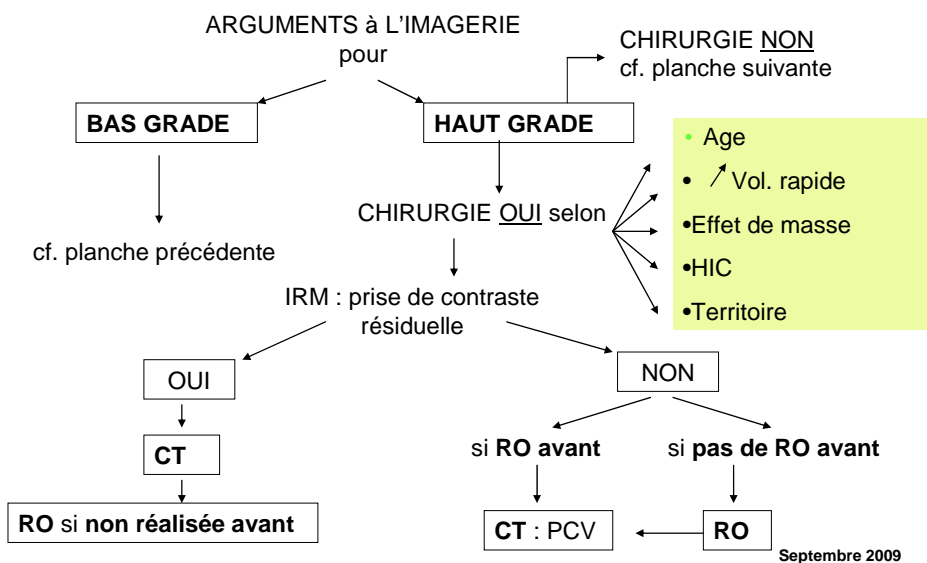 ARGUMENTS à L'IMAGERIE
pour
CHIRURGIE NON
cf. planche suivante
BAS GRADE
HAUT GRADE
• Age
• Vol. rapide
•Effet de masse
•HIC
•Territoire
CHIRURGIE OUI selon
cf. planche précédente
IRM : prise de contraste
résiduelle
OUI
NON
CT
si RO avant
si pas de RO avant
RO si non réalisée avant
CT : PCV
RO
Septembre 2009